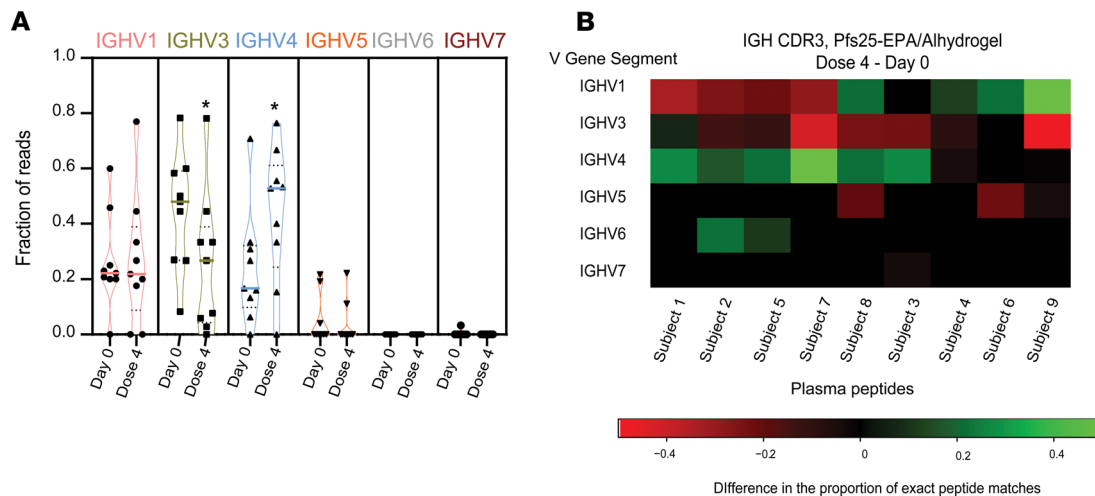 A
IGHV1 IGHV3 IGHV4 IGHV5 IGHV6 IGHV7
Fraction of reads
1.0
0.8
0.6
0.4
0.2
0.0
* *
Day 0 Dose 4 Day 0 Dose 4 Day 0 Dose 4 Day 0 Dose 4 Day 0 Dose 4 Day 0 Dose 4
B
IGH CDR3, Pfs25-EPA/Alhydrogel
Dose 4 - Day 0
V Gene Segment
IGHV1
IGHV3
IGHV4
IGHV5
IGHV6
IGHV7
Subject 1 Subject 2 Subject 5 Subject 7 Subject 8 Subject 3 Subject 4 Subject 6 Subject 9
Plasma peptides
−0.4 −0.2 0 0.2 0.4
DIfference in the proportion of exact peptide matches